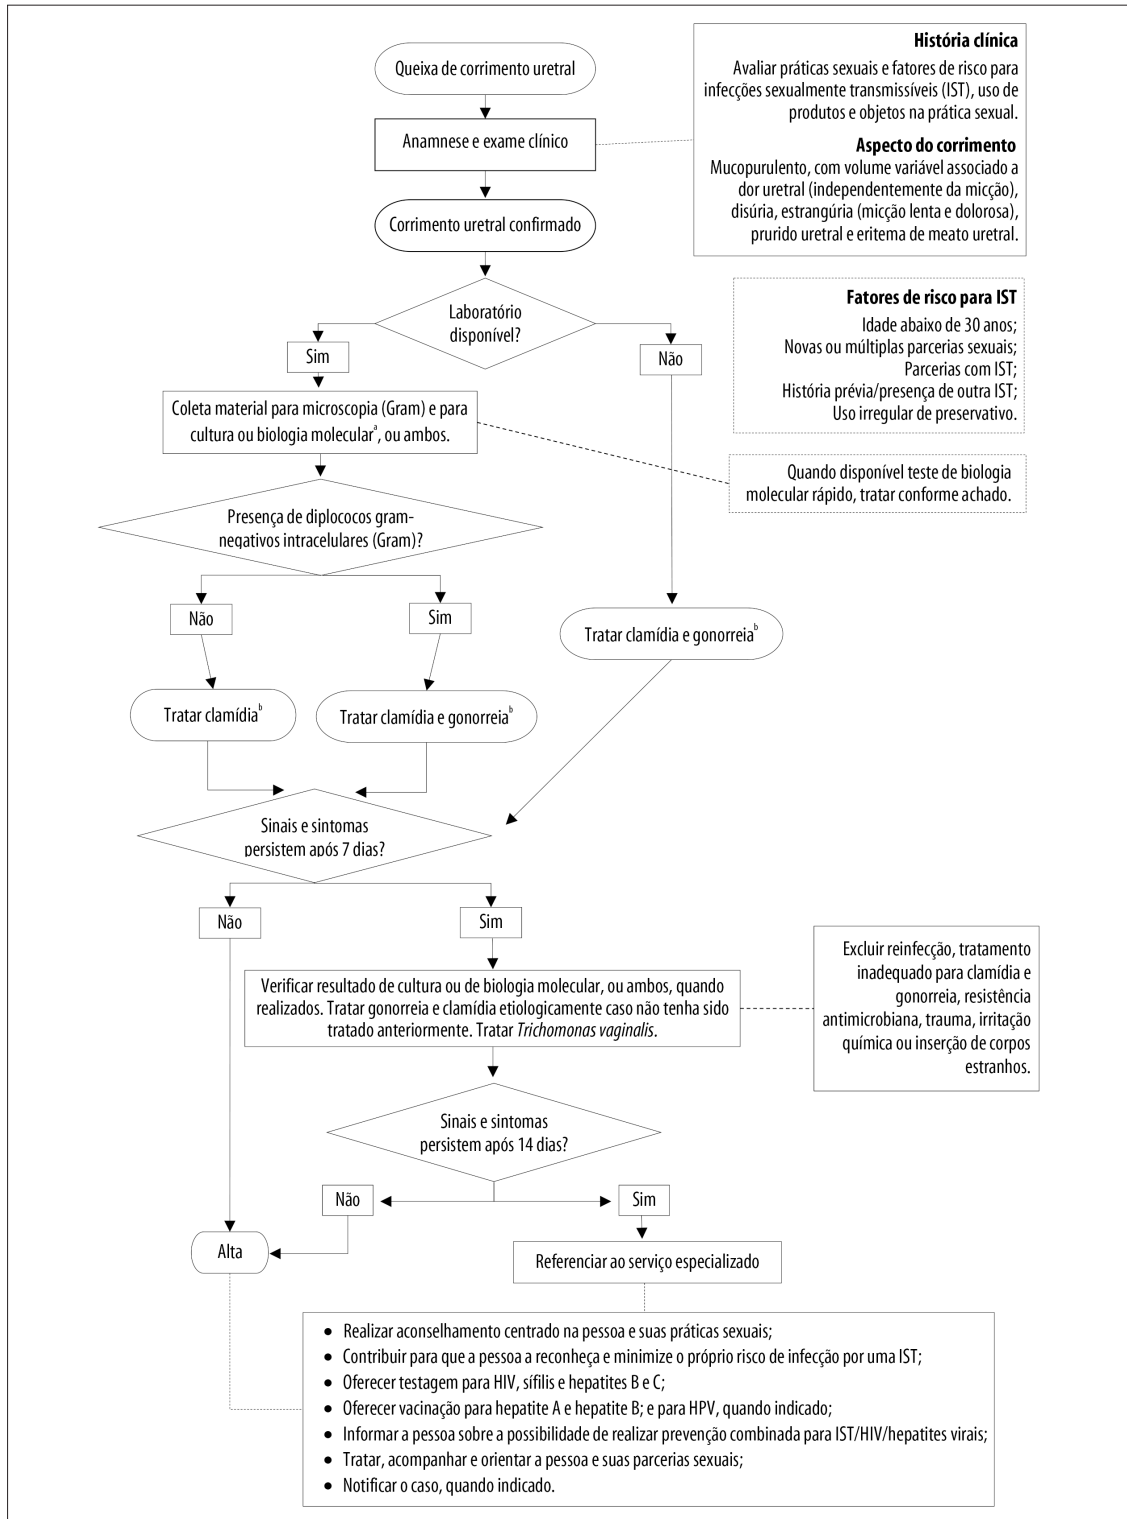 Queixa de corrimento uretral
Anamnese e exame clínico
História clínica
Avaliar práticas sexuais e fatores de risco para
infecções sexualmente transmissíveis (IST), uso de
produtos e objetos na prática sexual.
Aspecto do corrimento
Mucopurulento, com volume variável associado a
dor uretral (independentemente da micção),
disúria, estrangúria (micção lenta e dolorosa),
prurido uretral e eritema de meato uretral.
Corrimento uretral confirmado
Laboratório
disponível?
Fatores de risco para IST
Idade abaixo de 30 anos;
Novas ou múltiplas parcerias sexuais;
Parcerias com IST;
História prévia/presença de outra IST;
Uso irregular de preservativo.
Sim
Não
Coleta material para microscopia (Gram) e para
cultura ou biologia molecularª, ou ambos.
Quando disponível teste de biologia
molecular rápido, tratar conforme achado.
Presença de diplococos gram-
negativos intracelulares (Gram)?
Não
Sim
Tratar clamídia e gonorreiaᵇ
Tratar clamídiaᵇ
Tratar clamídia e gonorreiaᵇ
Sinais e sintomas
persistem após 7 dias?
Não
Sim
Verificar resultado de cultura ou de biologia molecular, ou ambos, quando
realizados. Tratar gonorreia e clamídia etiologicamente caso não tenha sido
tratado anteriormente. Tratar Trichomonas vaginalis.
Excluir reinfecção, tratamento
inadequado para clamídia e
gonorreia, resistência
antimicrobiana, trauma, irritação
química ou inserção de corpos
estranhos.
Sinais e sintomas
persistem após 14 dias?
Não
Sim
Alta
Referenciar ao serviço especializado
• Realizar aconselhamento centrado na pessoa e suas práticas sexuais;
• Contribuir para que a pessoa a reconheça e minimize o próprio risco de infecção por uma IST;
• Oferecer testagem para HIV, sífilis e hepatites B e C;
• Oferecer vacinação para hepatite A e hepatite B; e para HPV, quando indicado;
• Informar a pessoa sobre a possibilidade de realizar prevenção combinada para IST/HIV/hepatites virais;
• Tratar, acompanhar e orientar a pessoa e suas parcerias sexuais;
• Notificar o caso, quando indicado.